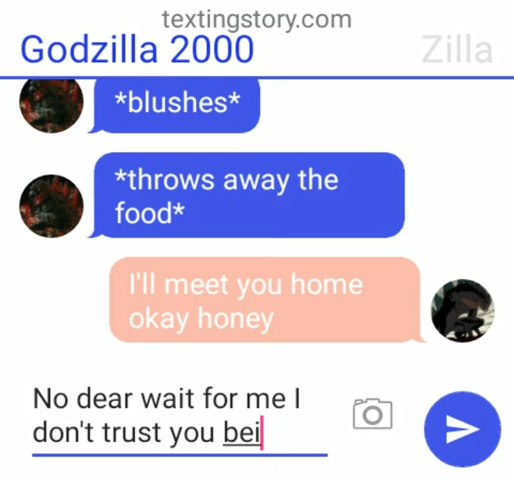 textingstory.com
Godzilla 2000
Zilla
*blushes*
*throws away the
food*
I'll meet you home
okay honey
No dear wait for me I
don't trust you bei